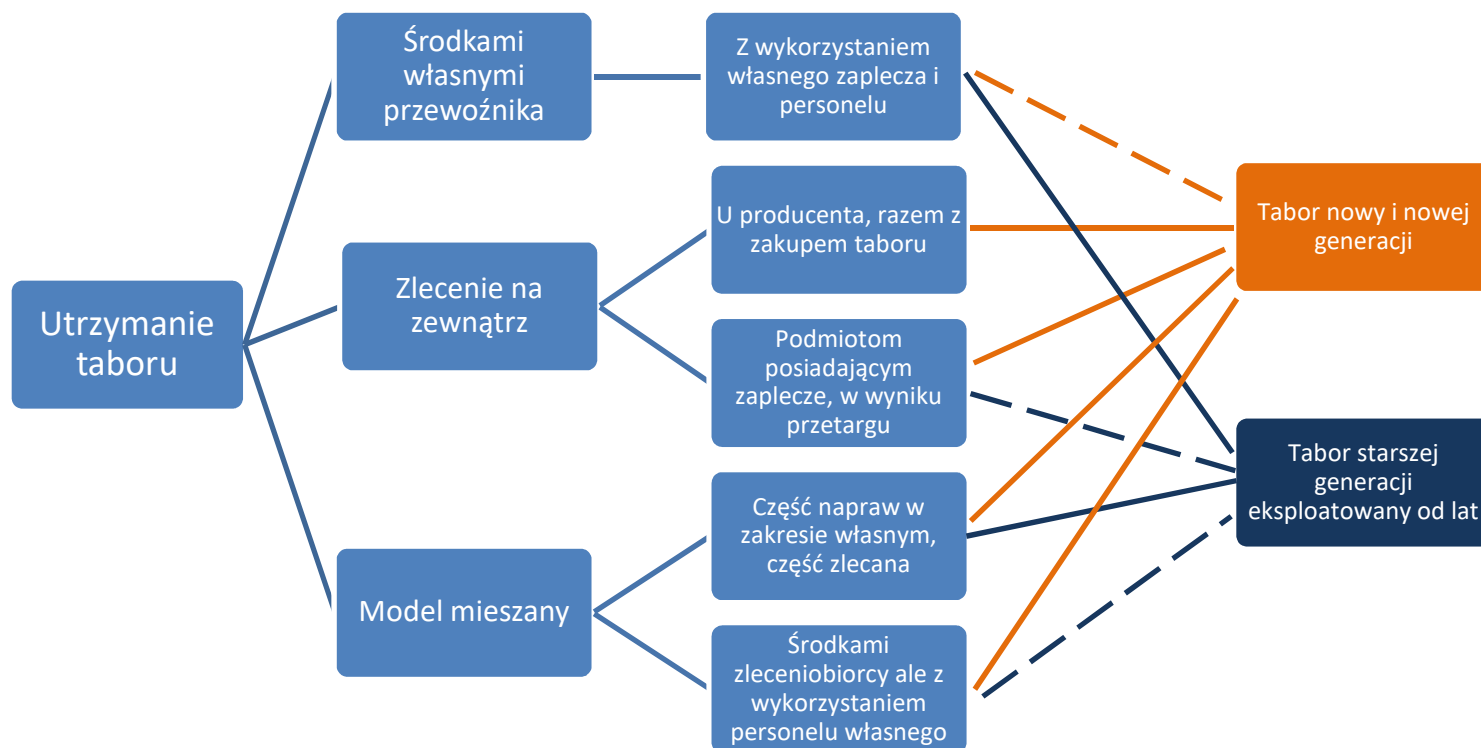 Utrzymanie
taboru
Środkami
własnymi
przewoźnika
Z wykorzystaniem
własnego zaplecza i
personelu
Zlecenie na
zewnątrz
U producenta, razem z
zakupem taboru
Podmiotom
posiadającym
zaplecze, w wyniku
przetargu
Model mieszany
Część napraw w
zakresie własnym,
część zlecana
Środkami
zleceniobiorcy ale z
wykorzystaniem
personelu własnego
Tabor nowy i nowej
generacji
Tabor starszej
generacji
eksploatowany od lat